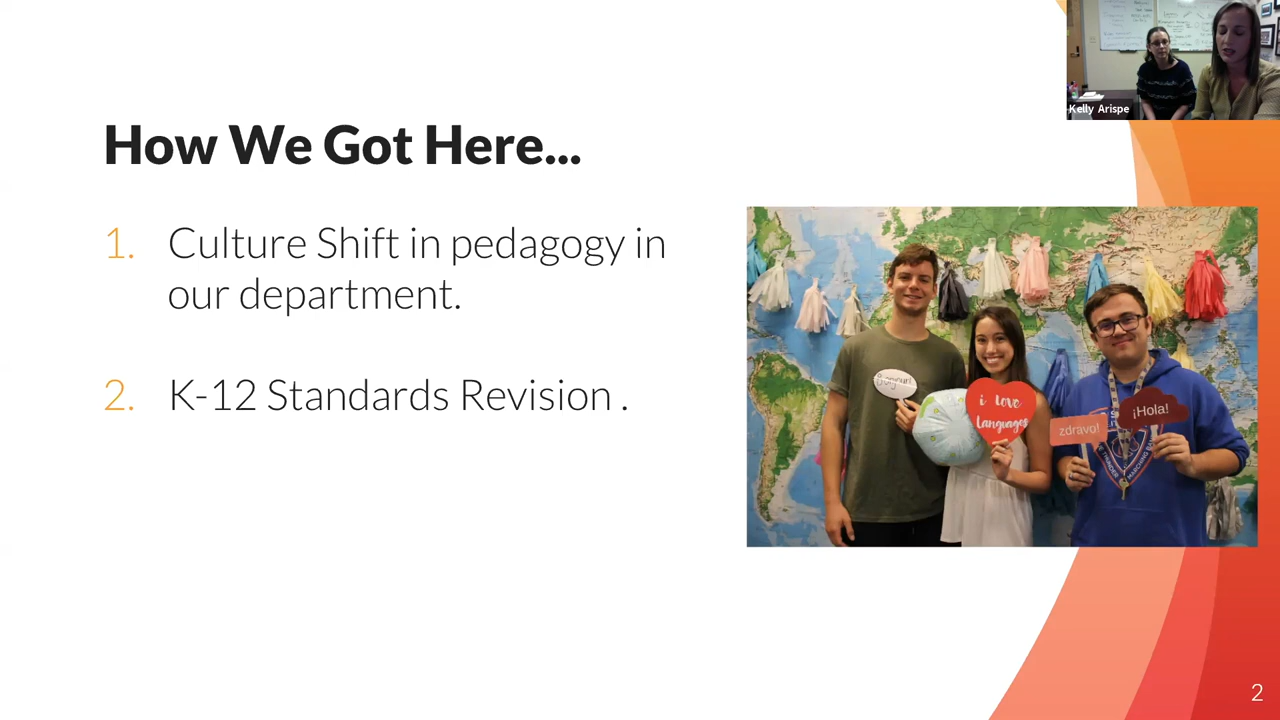 Kelly Arispe
How We Got Here...
1. Culture Shift in pedagogy in
our department.
2. K-12 Standards Revision .
i love
Languages
zdravo!
¡Hola!
2